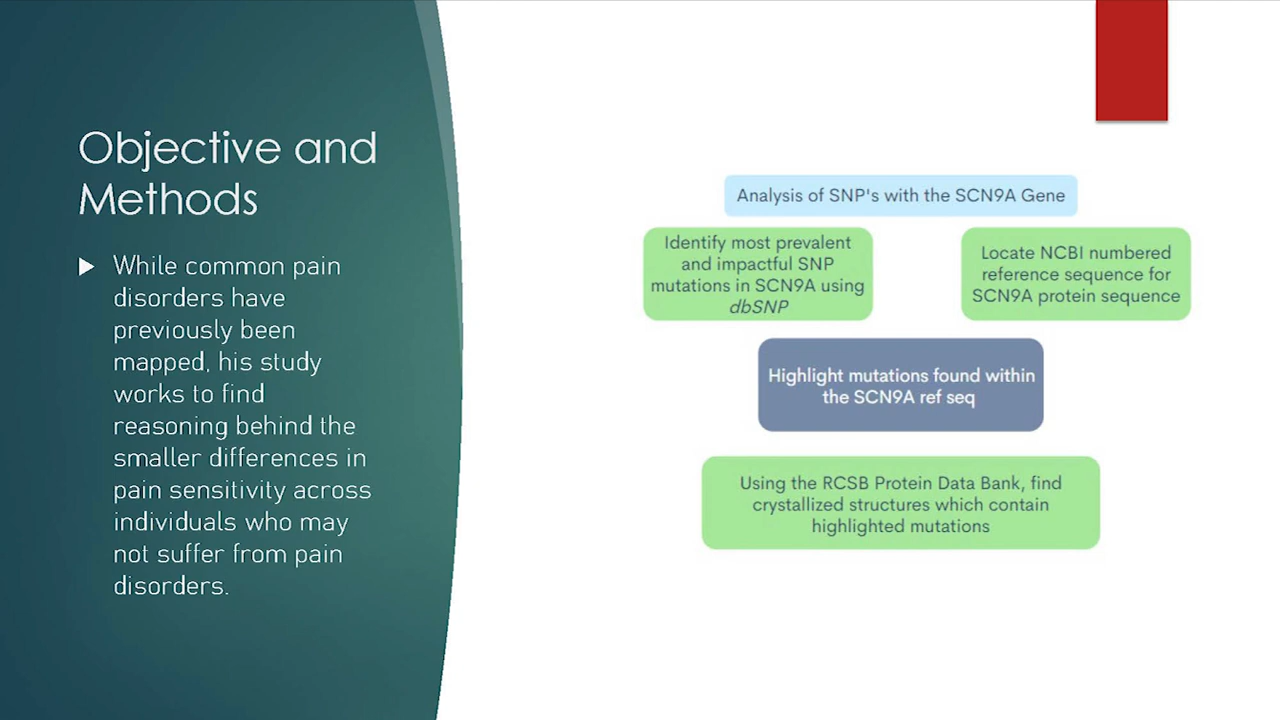 Objective and
Methods
While common pain
disorders have
previously been
mapped, his study
works to find
reasoning behind the
smaller differences in
pain sensitivity across
individuals who may
not suffer from pain
disorders.
Analysis of SNP's with the SCN9A Gene
Identify most prevalent
and impactful SNP
mutations in SCN9A using
dbSNP
Locate NCBI numbered
reference sequence for
SCN9A protein sequence
Highlight mutations found within
the SCN9A ref seq
Using the RCSB Protein Data Bank, find
crystallized structures which contain
highlighted mutations